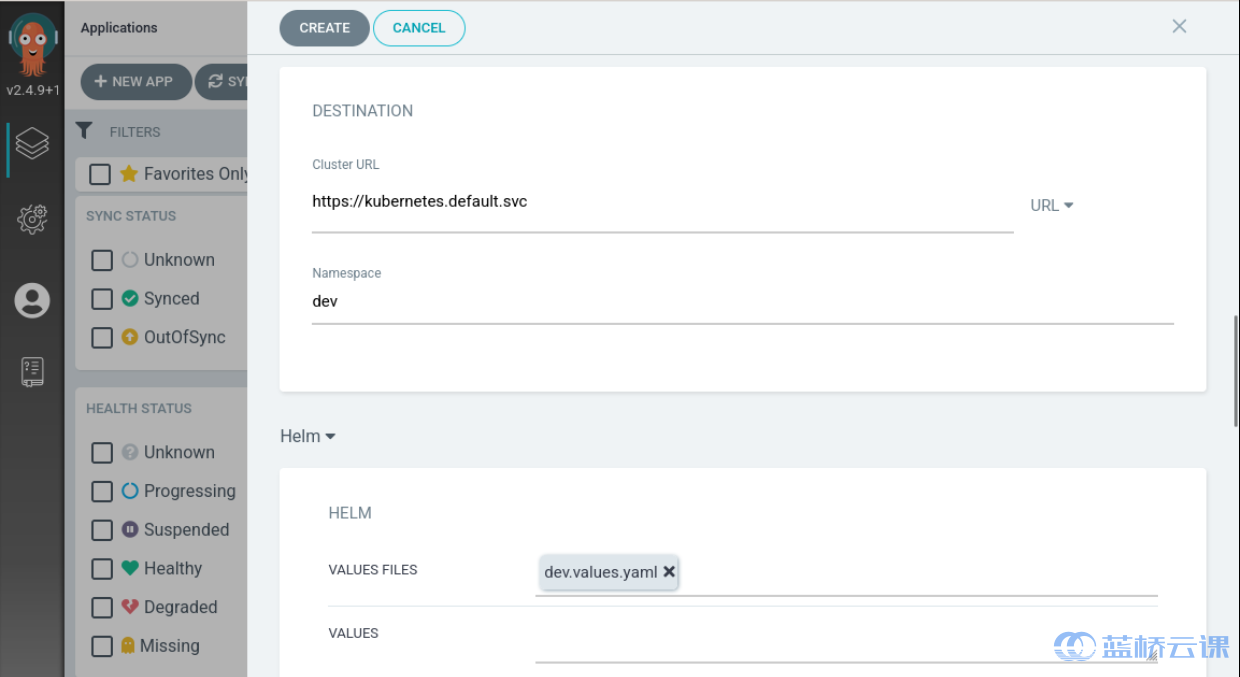 Applications
CREATE
CANCEL
v2.4.9+1
NEW APP
SY
FILTERS
Favorites Only
SYNC STATUS
Unknown
Synced
OutOfSync
HEALTH STATUS
Unknown
Progressing
Suspended
Healthy
Degraded
Missing
DESTINATION
Cluster URL
https://kubernetes.default.svc
URL
Namespace
dev
Helm
HELM
VALUES FILES
dev.values.yaml
VALUES
蓝桥云课